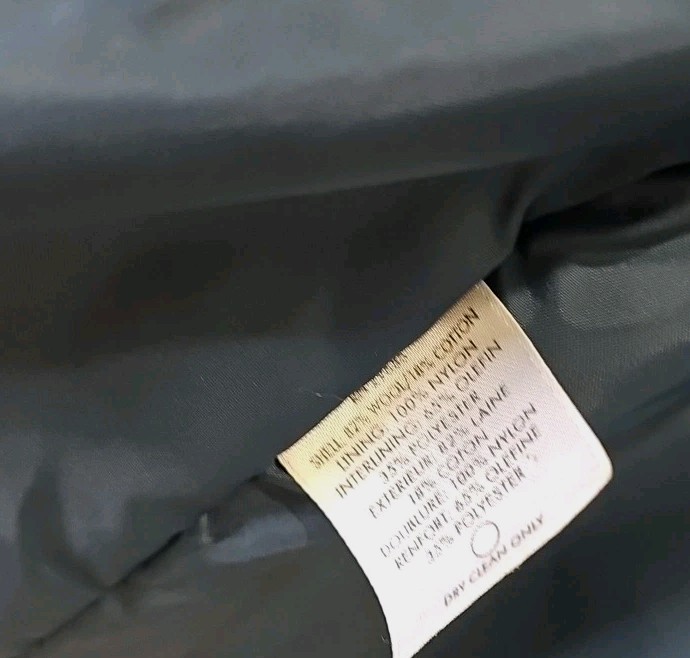 SHELL: 82% WOOL/18% COTTON
LINING: 100% NYLON
INTERLINING: 65% OLEFIN
35% POLYESTER
EXTERIEUR: 82% LAINE
18% COTON
DOUBLURE: 100% NYLON
RENFORT: 65% OLEFINE
35% POLYESTER
DRY CLEAN ONLY